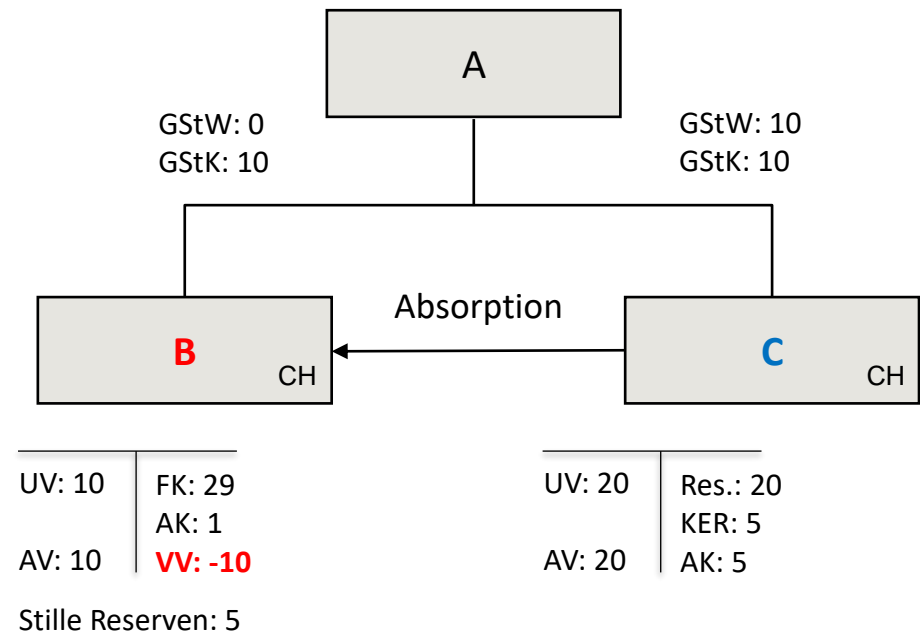 A
GStW: 0
GStK: 10
GStW: 10
GStK: 10
Absorption
B
CH
C
CH
UV: 10
FK: 29
AK: 1
AV: 10
VV: -10
Stille Reserven: 5
UV: 20
Res.: 20
KER: 5
AV: 20
AK: 5